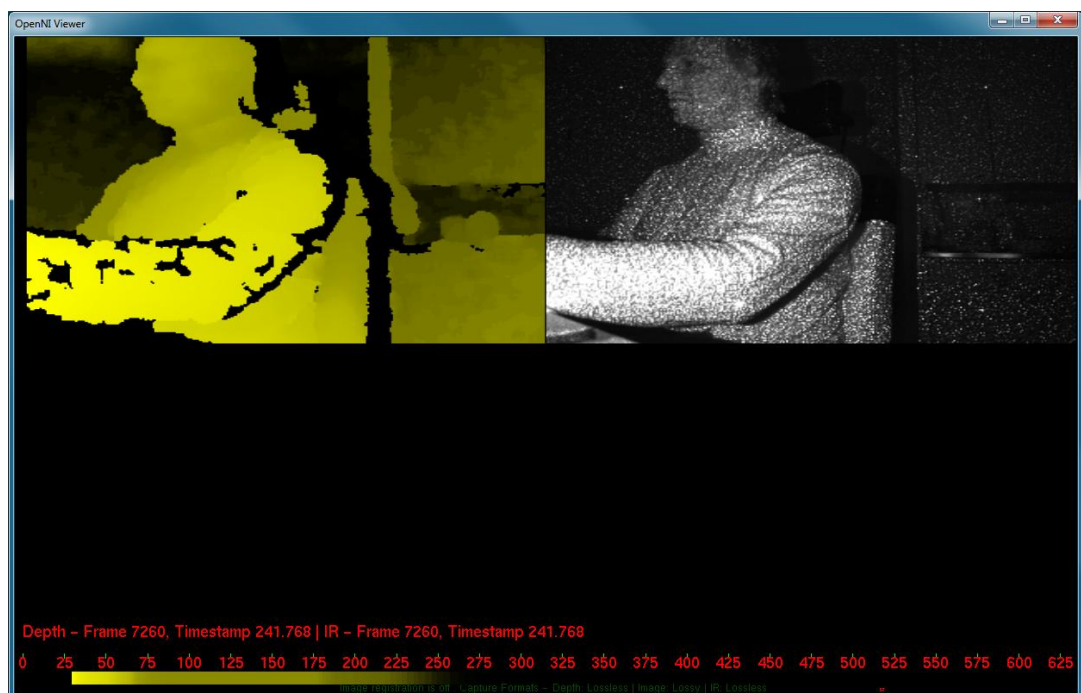 OpenNI Viewer
Depth – Frame 7260, Timestamp 241.768 | IR – Frame 7260, Timestamp 241.768
0 25 50 75 100 125 150 175 200 225 250 275 300 325 350 375 400 425 450 475 500 525 550 575 600 625
Image registration is off Capture Formats – Depth: Lossless | Image: Lossy | IR: Lossless